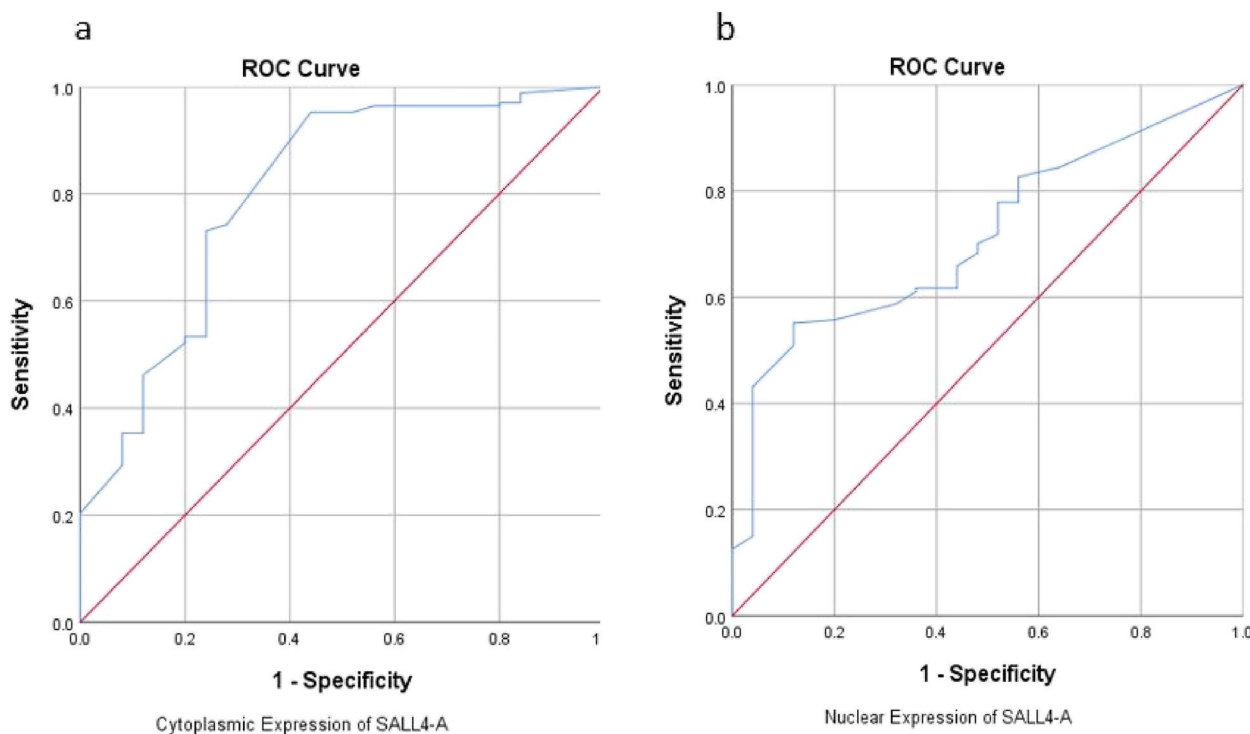 a
ROC Curve
1.0
0.8
0.6
0.4
0.2
0.0
Sensitivity
0.0 0.2 0.4 0.6 0.8 1
1 - Specificity
Cytoplasmic Expression of SALL4-A
b
ROC Curve
1.0
0.8
0.6
0.4
0.2
0.0
Sensitivity
0.0 0.2 0.4 0.6 0.8 1.0
1 - Specificity
Nuclear Expression of SALL4-A